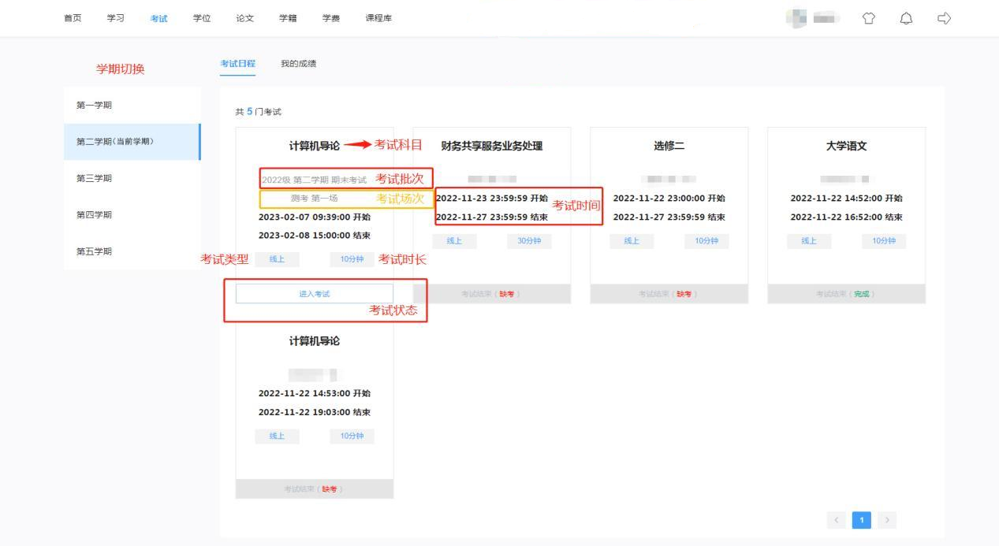 首页 学习 考试 学位 论文 学籍 学费 课程库
学期切换
考试日程 我的成绩
第一学期
第二学期(当前学期)
第三学期
第四学期
第五学期
共 5 门考试
计算机导论 考试科目
2022级 第二学期 期末考试 考试批次
测考 第一场 考试场次
2023-02-07 09:39:00 开始
2023-02-08 15:00:00 结束
考试类型 线上 10分钟 考试时长
进入考试
考试状态
财务共享服务业务处理
2022-11-23 23:59:59 开始
2022-11-27 23:59:59 结束
考试时间
线上 30分钟
考试结束（缺考）
选修二
2022-11-22 23:00:00 开始
2022-11-27 23:59:59 结束
线上 10分钟
考试结束（缺考）
大学语文
2022-11-22 14:52:00 开始
2022-11-22 16:52:00 结束
线上 10分钟
考试结束（完成）
计算机导论
2022-11-22 14:53:00 开始
2022-11-22 19:03:00 结束
线上 10分钟
考试结束（缺考）
1